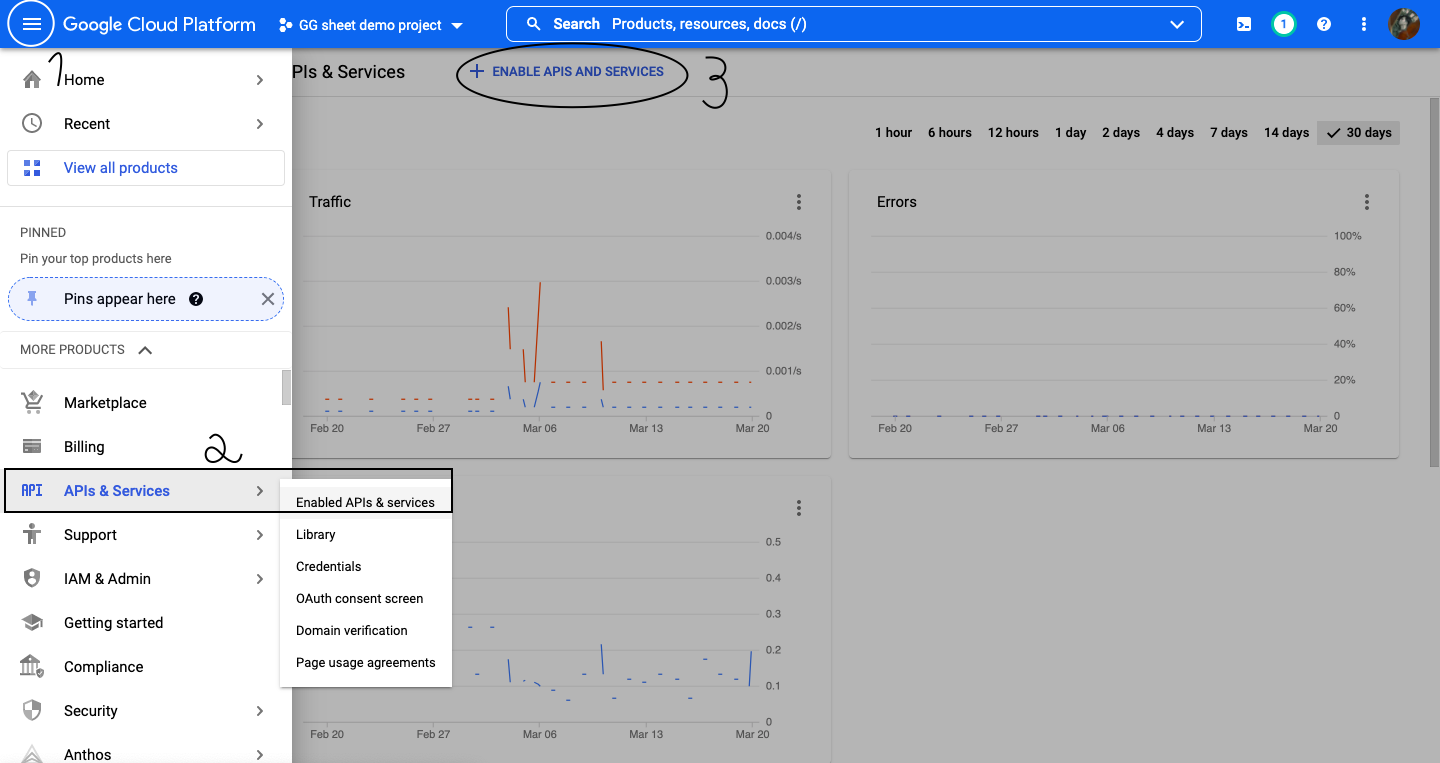 Google Cloud Platform
GG sheet demo project
Search Products, resources, docs (/)
1
1
Home
PIs & Services
ENABLE APIS AND SERVICES
3
Recent
View all products
1 hour 6 hours 12 hours 1 day 2 days 4 days 7 days 14 days 30 days
PINNED
Pin your top products here
Pins appear here
MORE PRODUCTS
Marketplace
Billing
2
API APIs & Services
Support
IAM & Admin
Getting started
Compliance
Security
Anthos
Enabled APIs & services
Library
Credentials
OAuth consent screen
Domain verification
Page usage agreements
Traffic
0.004/s
0.003/s
0.002/s
0.001/s
0
Feb 20 Feb 27 Mar 06 Mar 13 Mar 20
Errors
100%
80%
60%
40%
20%
0
Feb 20 Feb 27 Mar 06 Mar 13 Mar 20
0.5
0.4
0.3
0.2
0.1
0
Feb 20 Feb 27 Mar 06 Mar 13 Mar 20